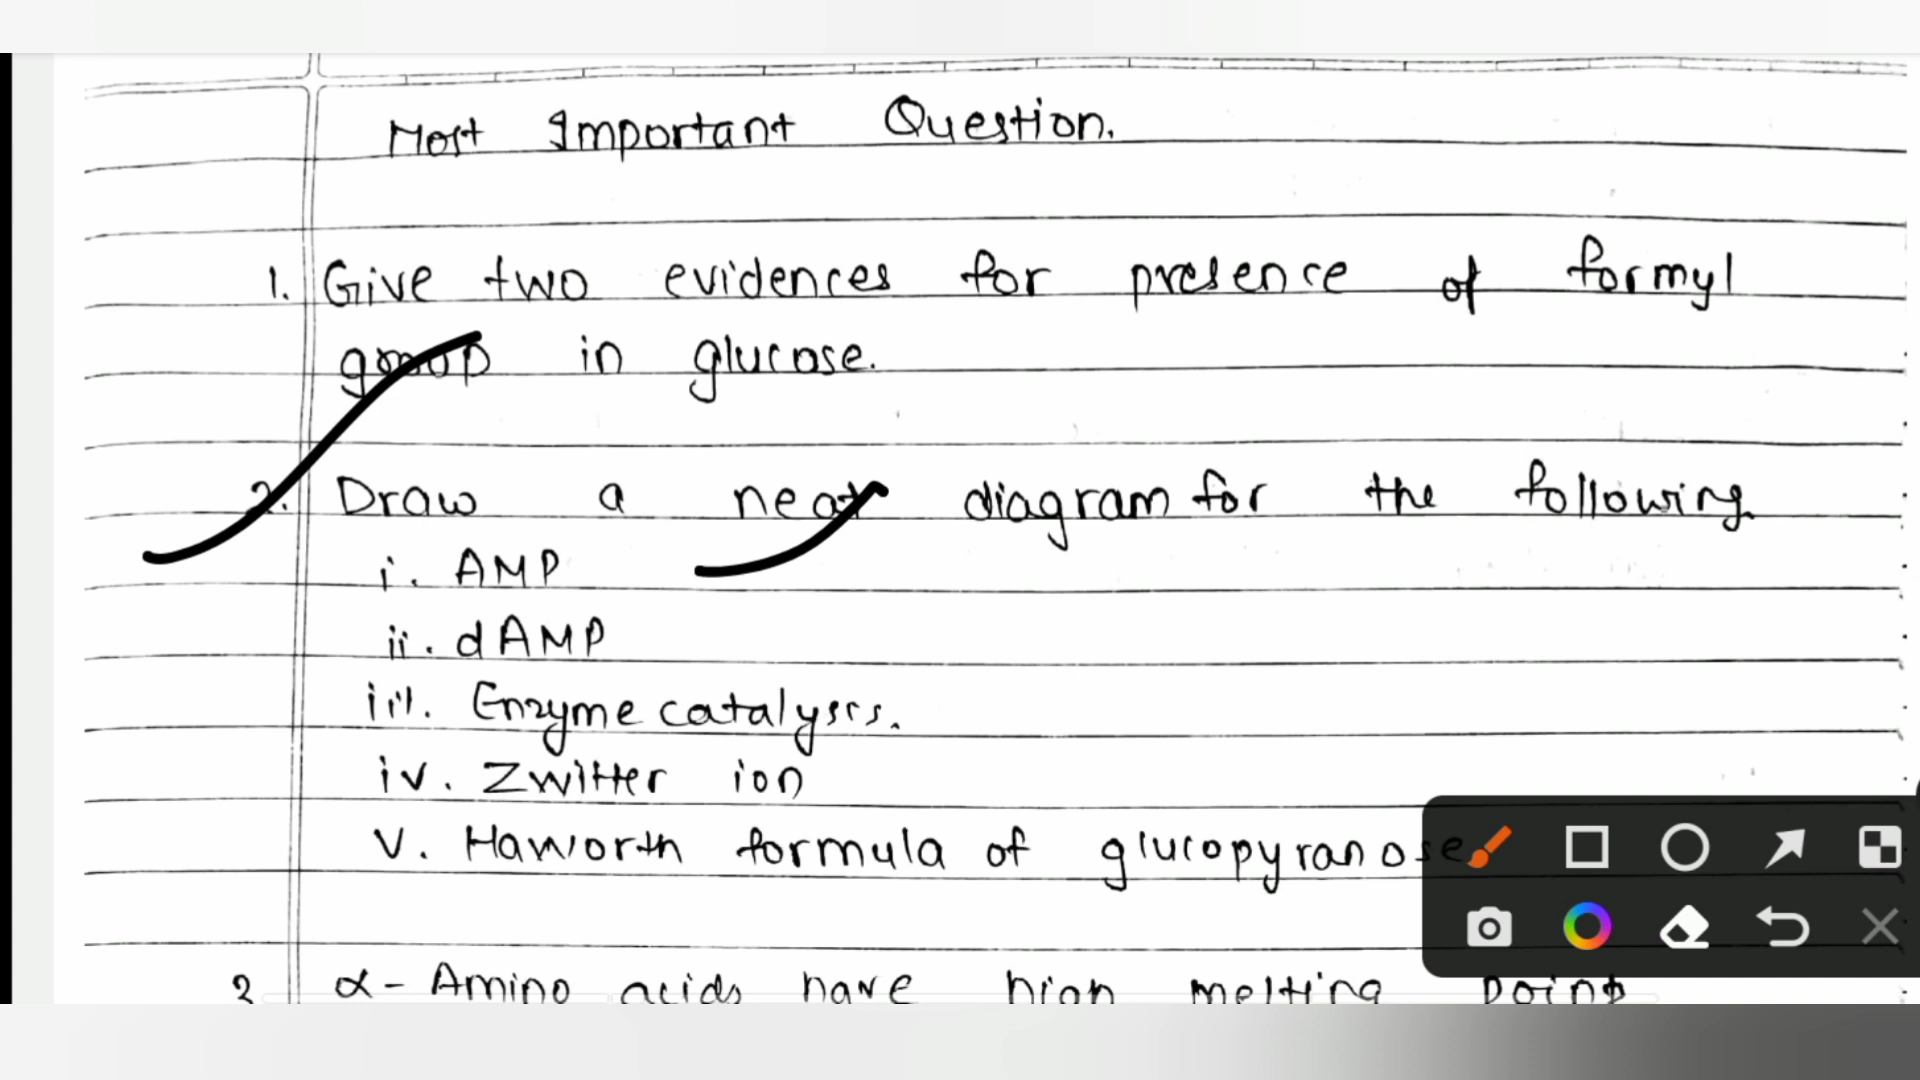 Most Important Question.
1. Give two evidences for presence of formyl
group in glucose.
2. Draw a neat diagram for the following.
i. AMP
ii. dAMP
iii. Enzyme catalysis.
iv. Zwitter ion
v. Haworth formula of glucopyranose
3 α- Amino acids have high melting point